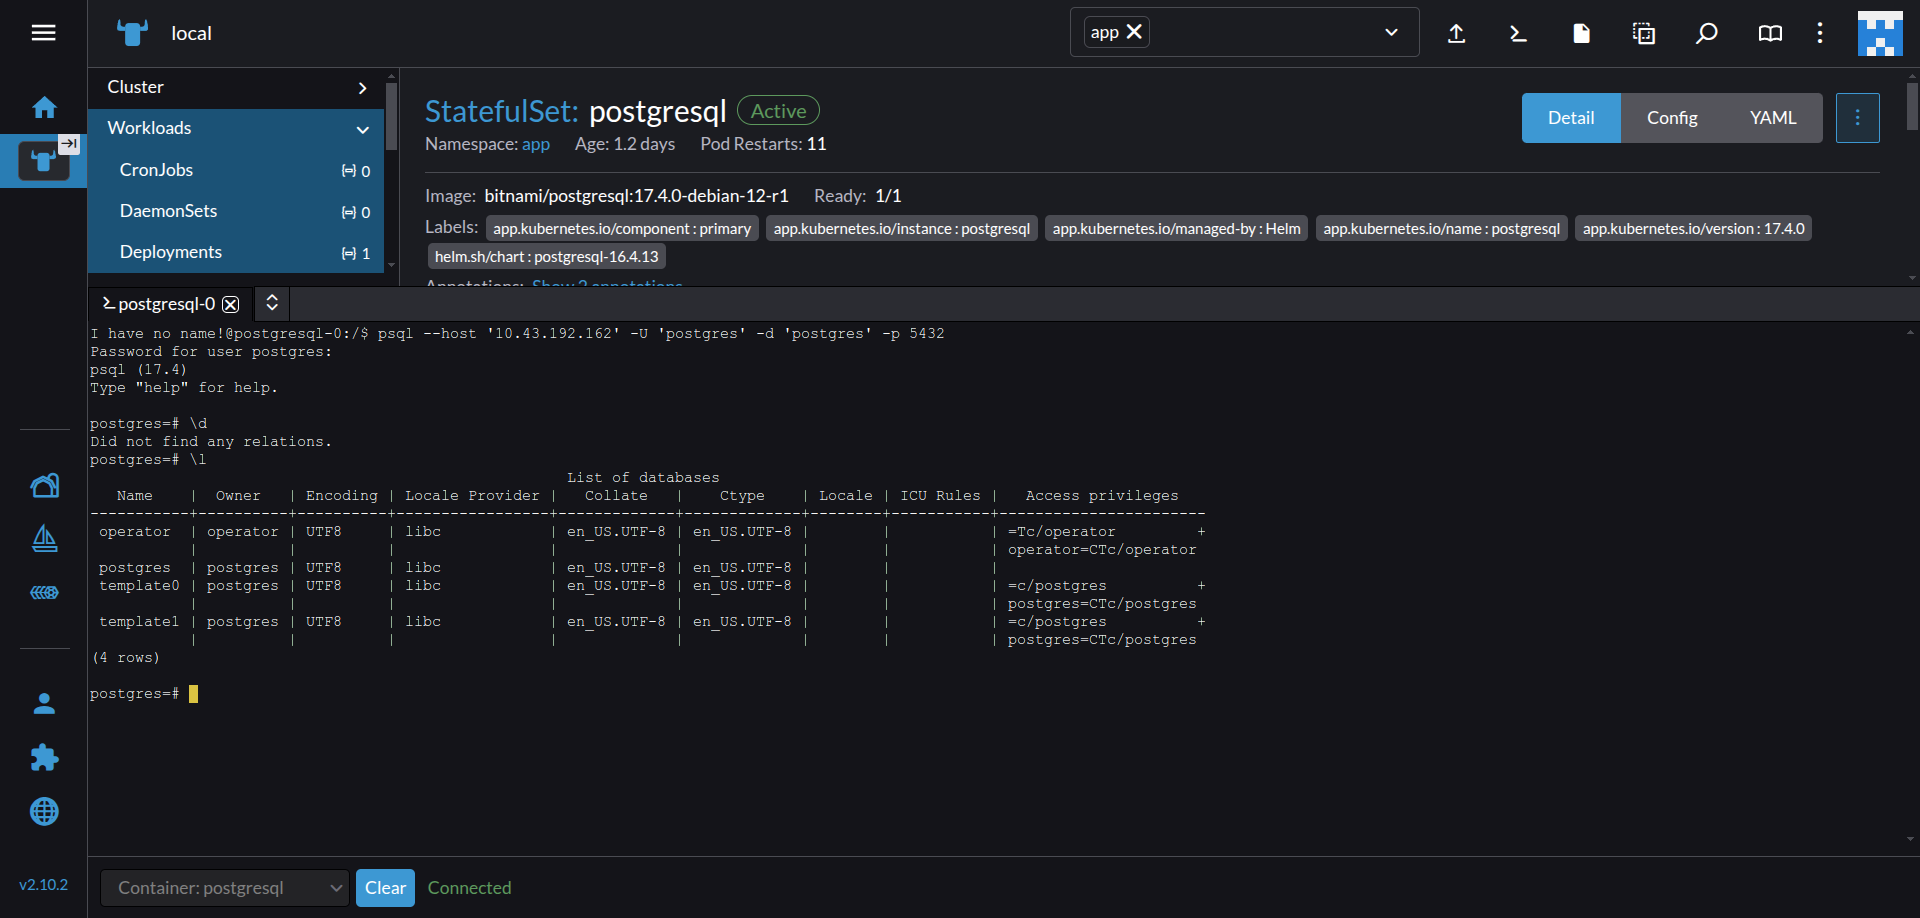 local
app
Cluster
Workloads
CronJobs 0
DaemonSets 0
Deployments 1
StatefulSet: postgresql Active
Namespace: app Age: 1.2 days Pod Restarts: 11
Detail Config YAML
Image: bitnami/postgresql:17.4.0-debian-12-r1 Ready: 1/1
Labels: app.kubernetes.io/component : primary app.kubernetes.io/instance : postgresql app.kubernetes.io/managed-by : Helm app.kubernetes.io/name : postgresql app.kubernetes.io/version : 17.4.0
helm.sh/chart : postgresql-16.4.13
Annotations: Show 2 annotations
postgresql-0
I have no name!@postgresql-0:/$ psql --host '10.43.192.162' -U 'postgres' -d 'postgres' -p 5432
Password for user postgres:
psql (17.4)
Type "help" for help.
postgres=# \d
Did not find any relations.
postgres=# \l
List of databases
Name | Owner | Encoding | Locale Provider | Collate | Ctype | Locale | ICU Rules | Access privileges
-----------+----------+----------+-----------------+-------------+-------------+--------+-----------+-----------------------
operator | operator | UTF8 | libc | en_US.UTF-8 | en_US.UTF-8 | | | =Tc/operator +
| | | | | | | | operator=CTc/operator
postgres | postgres | UTF8 | libc | en_US.UTF-8 | en_US.UTF-8 | | |
template0 | postgres | UTF8 | libc | en_US.UTF-8 | en_US.UTF-8 | | | =c/postgres +
| | | | | | | | postgres=CTc/postgres
template1 | postgres | UTF8 | libc | en_US.UTF-8 | en_US.UTF-8 | | | =c/postgres +
| | | | | | | | postgres=CTc/postgres
(4 rows)
postgres=#
v2.10.2
Container: postgresql Clear Connected